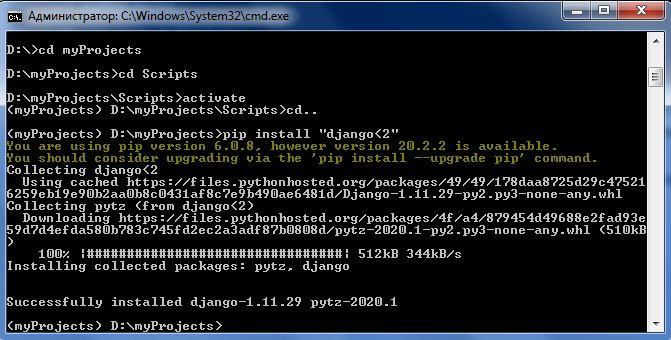 Администратор: C:\Windows\System32\cmd.exe
D:\>cd myProjects
D:\myProjects>cd Scripts
D:\myProjects\Scripts>activate
(myProjects) D:\myProjects\Scripts>cd..
(myProjects) D:\myProjects>pip install "django<2"
You are using pip version 6.0.8, however version 20.2.2 is available.
You should consider upgrading via the 'pip install --upgrade pip' command.
Collecting django<2
Using cached https://files.pythonhosted.org/packages/49/49/178daa8725d29c47521
6259eb19e90b2aa0b8c0431af8c7e9b490ae6481d/Django-1.11.29-py2.py3-none-any.whl
Collecting pytz (from django<2)
Downloading https://files.pythonhosted.org/packages/4f/a4/879454d49688e2fad93e
59d7d4efda580b783c745fd2ec2a3adf87b0808d/pytz-2020.1-py2.py3-none-any.whl (510kB
)
100% |################################| 512kB 344kB/s
Installing collected packages: pytz, django
Successfully installed django-1.11.29 pytz-2020.1
(myProjects) D:\myProjects>